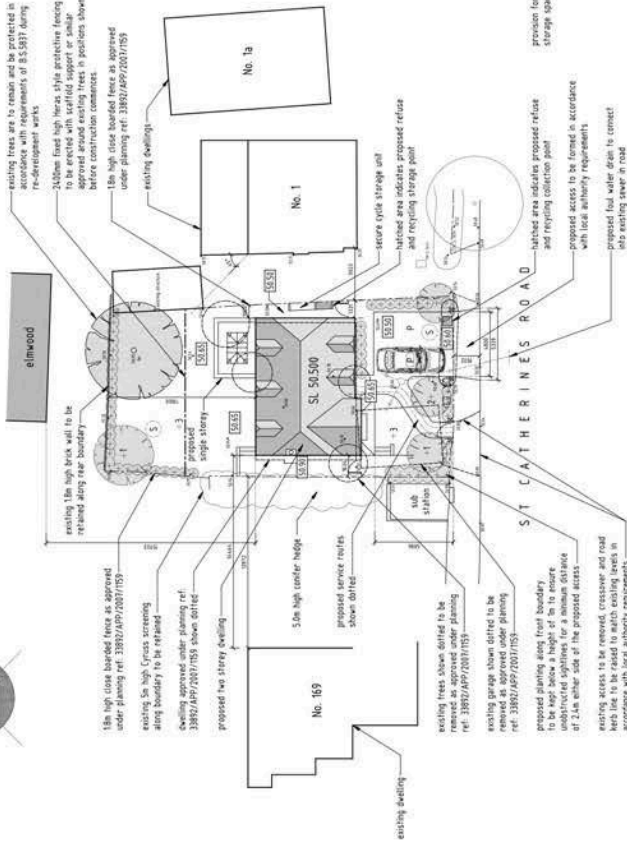 existing trees are to remain and be protected in
accordance with requirements of B.S.5837 during
re-development works
2400mm fixed high Heras style protective fencing
to be erected with scaffold support or similar
approved around existing trees in positions shown
before construction commences.
1.8m high close boarded fence as approved
under planning ref: 33892/APP/2007/1159
existing dwellings
No. 1a
No. 1
elmwood
secure cycle storage unit
hatched area indicates proposed refuse
and recycling storage point
provision fo
storage spa
hatched area indicates proposed refuse
and recycling collection point
proposed access to be formed in accordance
with local authority requirements
proposed foul water drain to connect
into existing sewer in road
existing 1.8m high brick wall to be
retained along rear boundary
1.8m high close boarded fence as approved
under planning ref: 33892/APP/2007/1159
existing 5m high Cyruss screening
along boundary to be retained
dwelling approved under planning ref:
33892/APP/2007/1159 shown dotted
proposed two storey dwelling
proposed
single storey
SL 50.500
50.65
50.65
50.50
50.90
50.65
50.50
50.60
S
S
P
P
5.0m high conifer hedge
proposed service routes
shown dotted
sub
station
ST CATHERINES ROAD
No. 169
existing dwelling
existing trees shown dotted to be
removed as approved under planning
ref: 33892/APP/2007/1159
existing garage shown dotted to be
removed as approved under planning
ref: 33892/APP/2007/1159
proposed planting along front boundary
to be kept below a height of 1m to ensure
unobstructed sightlines for a minimum distance
of 2.4m either side of the proposed access
existing access to be removed, crossover and road
kerb line to be raised to match existing levels in
accordance with local authority requirements